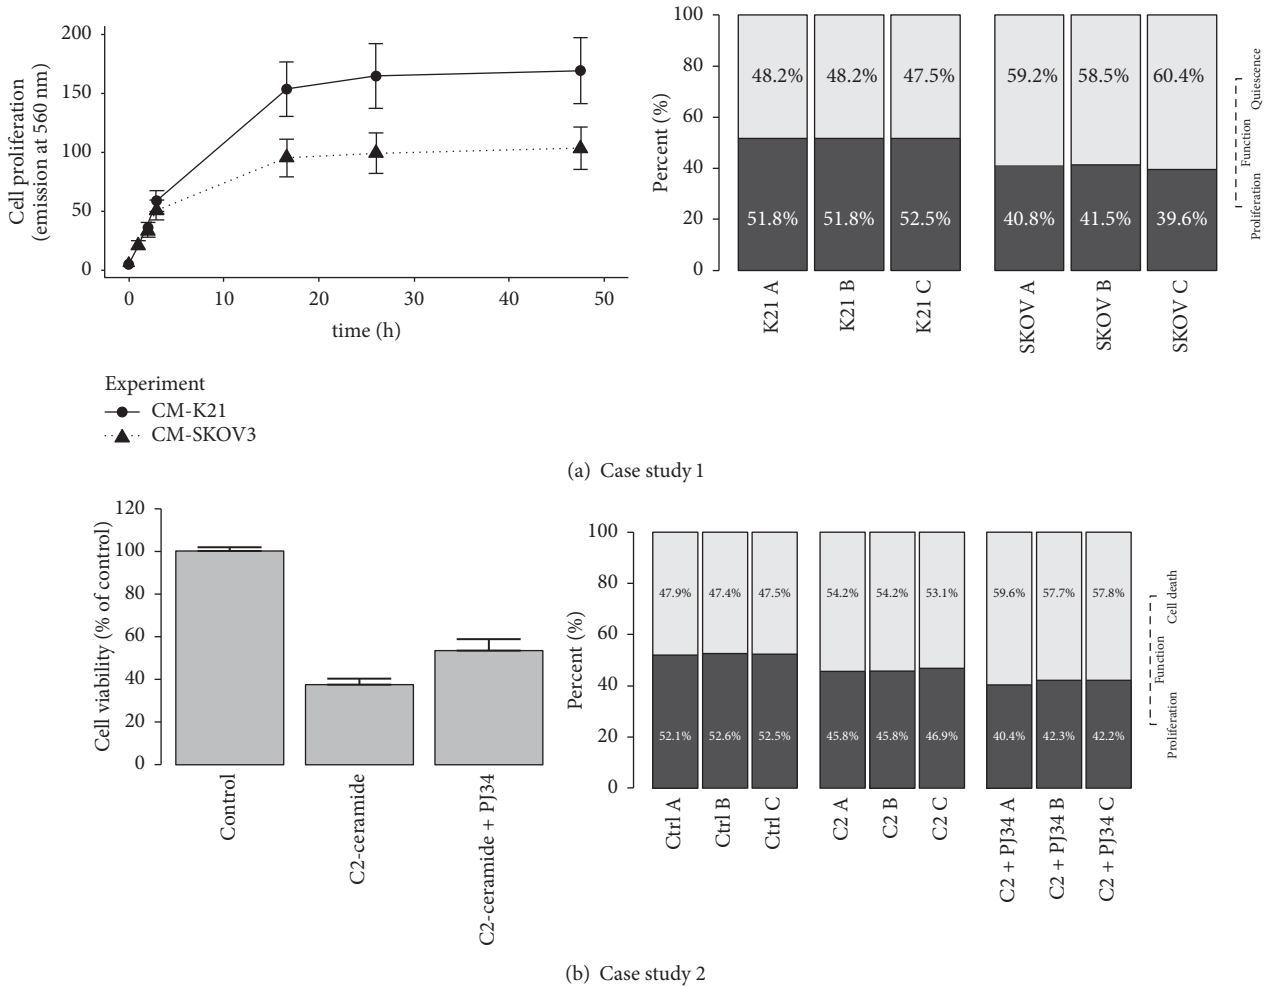 Cell proliferation
(emission at 560 nm)
200
150
100
50
0
0 10 20 30 40 50
time (h)
Experiment
CM-K21
CM-SKOV3
Percent (%)
100
80
60
40
20
0
48.2% 48.2% 47.5% 59.2% 58.5% 60.4%
51.8% 51.8% 52.5% 40.8% 41.5% 39.6%
K21 A
K21 B
K21 C
SKOV A
SKOV B
SKOV C
Proliferation
Function
Quiescence
(a) Case study 1
Cell viability (% of control)
120
100
80
60
40
20
0
Control
C2-ceramide
C2-ceramide + PJ34
Percent (%)
100
80
60
40
20
0
47.9% 47.4% 47.5% 54.2% 54.2% 53.1% 59.6% 57.7% 57.8%
52.1% 52.6% 52.5% 45.8% 45.8% 46.9% 40.4% 42.3% 42.2%
Ctrl A
Ctrl B
Ctrl C
C2 A
C2 B
C2 C
C2 + PJ34 A
C2 + PJ34 B
C2 + PJ34 C
Proliferation
Function
Cell death
(b) Case study 2